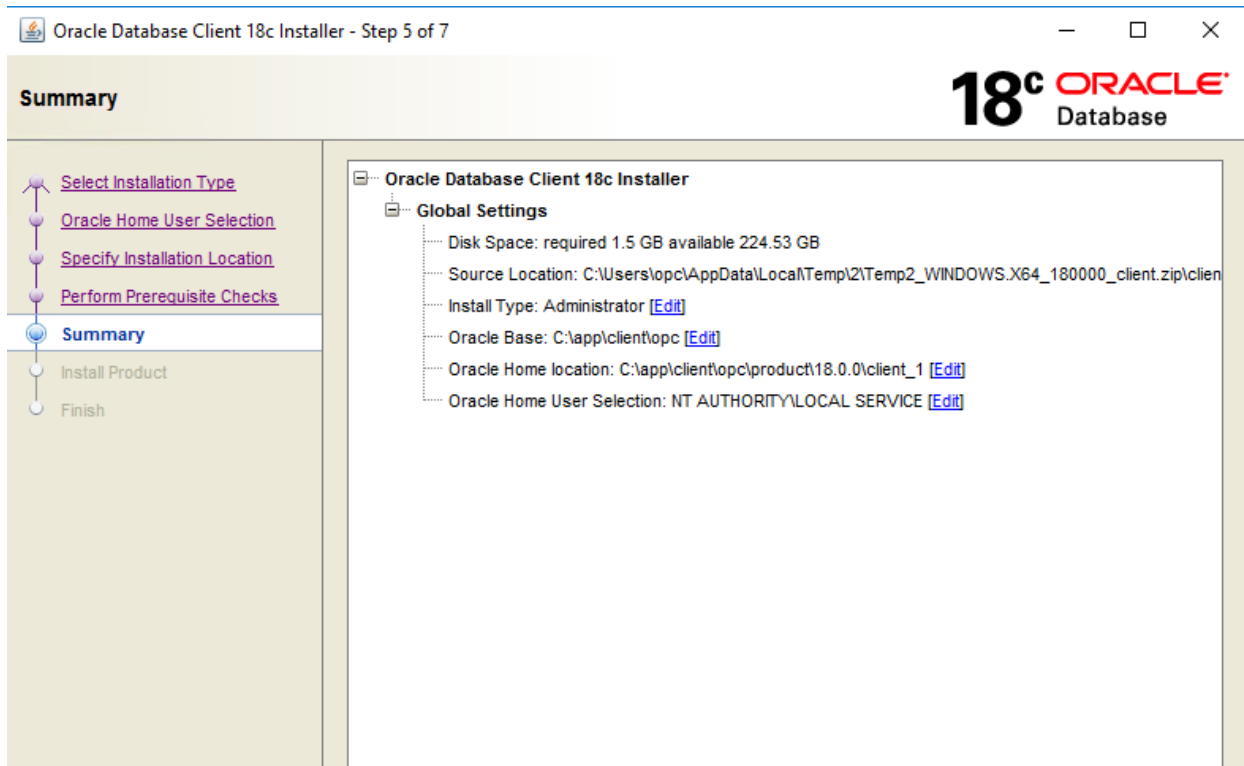 Oracle Database Client 18c Installer - Step 5 of 7
Summary
18c ORACLE
Database
Select Installation Type
Oracle Home User Selection
Specify Installation Location
Perform Prerequisite Checks
Summary
Install Product
Finish
Oracle Database Client 18c Installer
Global Settings
Disk Space: required 1.5 GB available 224.53 GB
Source Location: C:\Users\opc\AppData\Local\Temp\2\Temp2_WINDOWS.X64_180000_client.zip\clien
Install Type: Administrator [Edit]
Oracle Base: C:\app\client\opc [Edit]
Oracle Home location: C:\app\client\opc\product\18.0.0\client_1 [Edit]
Oracle Home User Selection: NT AUTHORITY\LOCAL SERVICE [Edit]